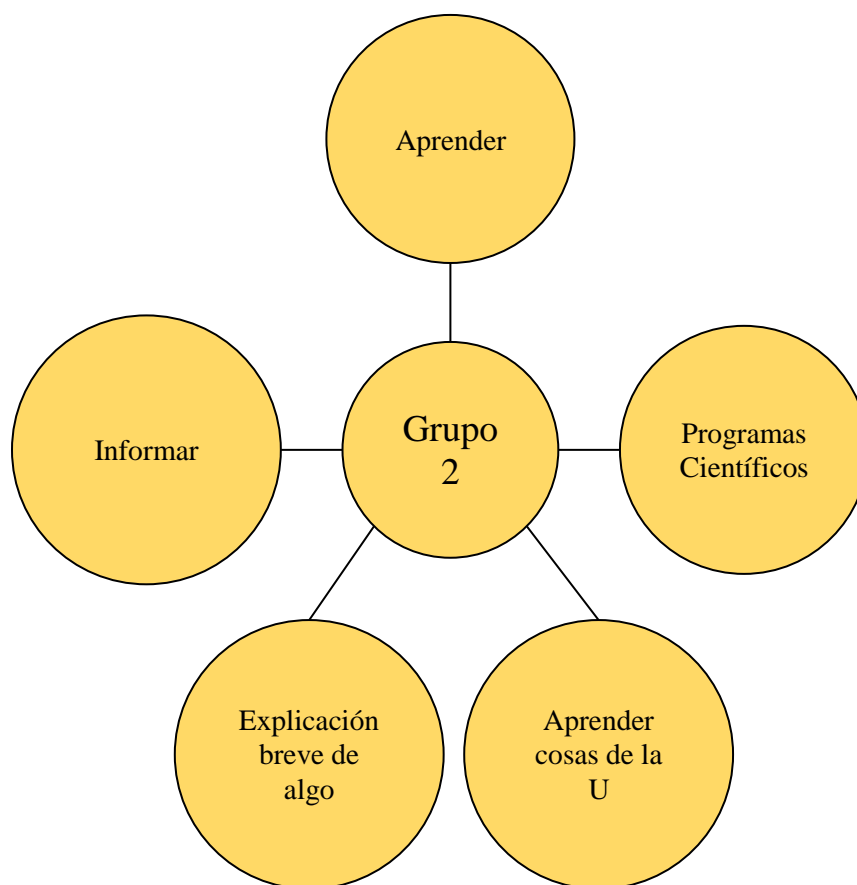 Aprender
Informar
Grupo
2
Programas
Científicos
Explicación
breve de
algo
Aprender
cosas de la
U